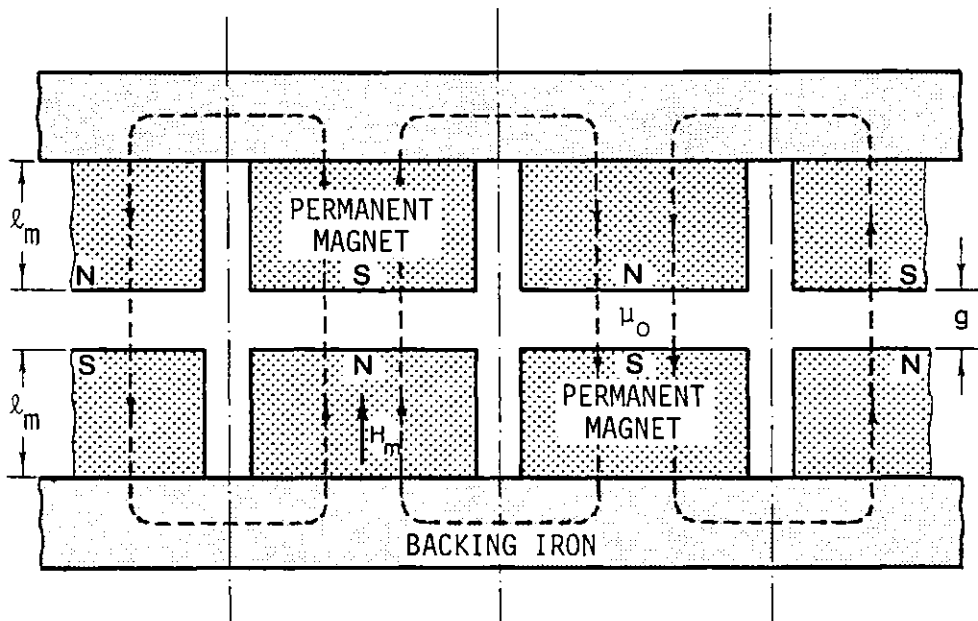 ℓm
PERMANENT
MAGNET
N S N S
μo
g
S N S N
ℓm
Hm
PERMANENT
MAGNET
BACKING IRON